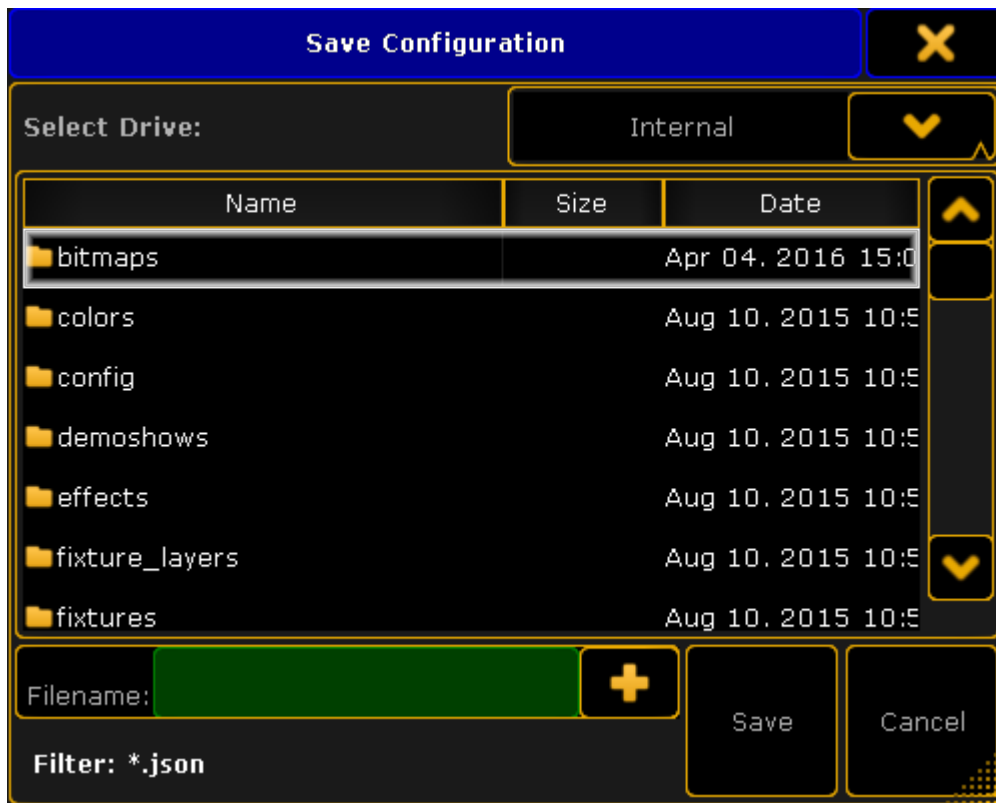 Save Configuration
Select Drive: Internal
Name Size Date
bitmaps Apr 04. 2016 15:0
colors Aug 10. 2015 10:5
config Aug 10. 2015 10:5
demoshows Aug 10. 2015 10:5
effects Aug 10. 2015 10:5
fixture_layers Aug 10. 2015 10:5
fixtures Aug 10. 2015 10:5
Filename:
Save Cancel
Filter: *.json